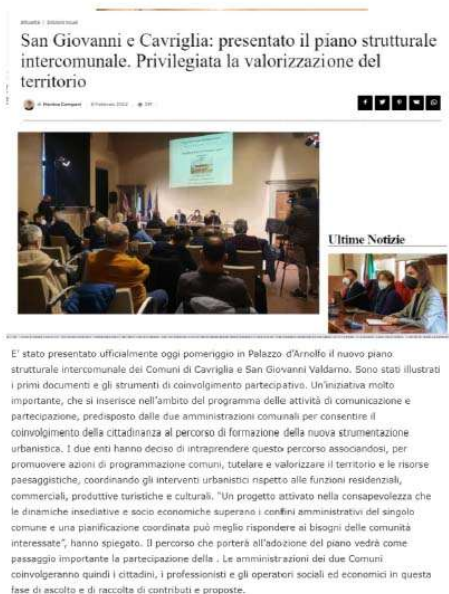 San Giovanni e Cavriglia: presentato il piano strutturale
intercomunale. Privilegiata la valorizzazione del
territorio
Ultime Notizie
E' stato presentato ufficialmente oggi pomeriggio in Palazzo d'Arnolfo il nuovo piano
strutturale intercomunale dei Comuni di Cavriglia e San Giovanni Valdarno. Sono stati illustrati
i primi documenti e gli strumenti di coinvolgimento partecipativo. Un'iniziativa molto
importante, che si inserisce nell'ambito del programma delle attività di comunicazione e
partecipazione, predisposto dalle due amministrazioni comunali per consentire il
coinvolgimento della cittadinanza al percorso di formazione della nuova strumentazione
urbanistica. I due enti hanno deciso di intraprendere questo percorso associandosi, per
promuovere azioni di programmazione comuni, tutelare e valorizzare il territorio e le risorse
paesaggistiche, coordinando gli interventi urbanistici rispetto alle funzioni residenziali,
commerciali, produttive turistiche e culturali. "Un progetto attivato nella consapevolezza che
le dinamiche insediative e socio economiche superano i confini amministrativi del singolo
comune e una pianificazione coordinata può meglio rispondere ai bisogni delle comunità
interessate", hanno spiegato. Il percorso che porterà all'adozione del piano vedrà come
passaggio importante la partecipazione della . Le amministrazioni dei due Comuni
coinvolgeranno quindi i cittadini, i professionisti e gli operatori sociali ed economici in questa
fase di ascolto e di raccolta di contributi e proposte.